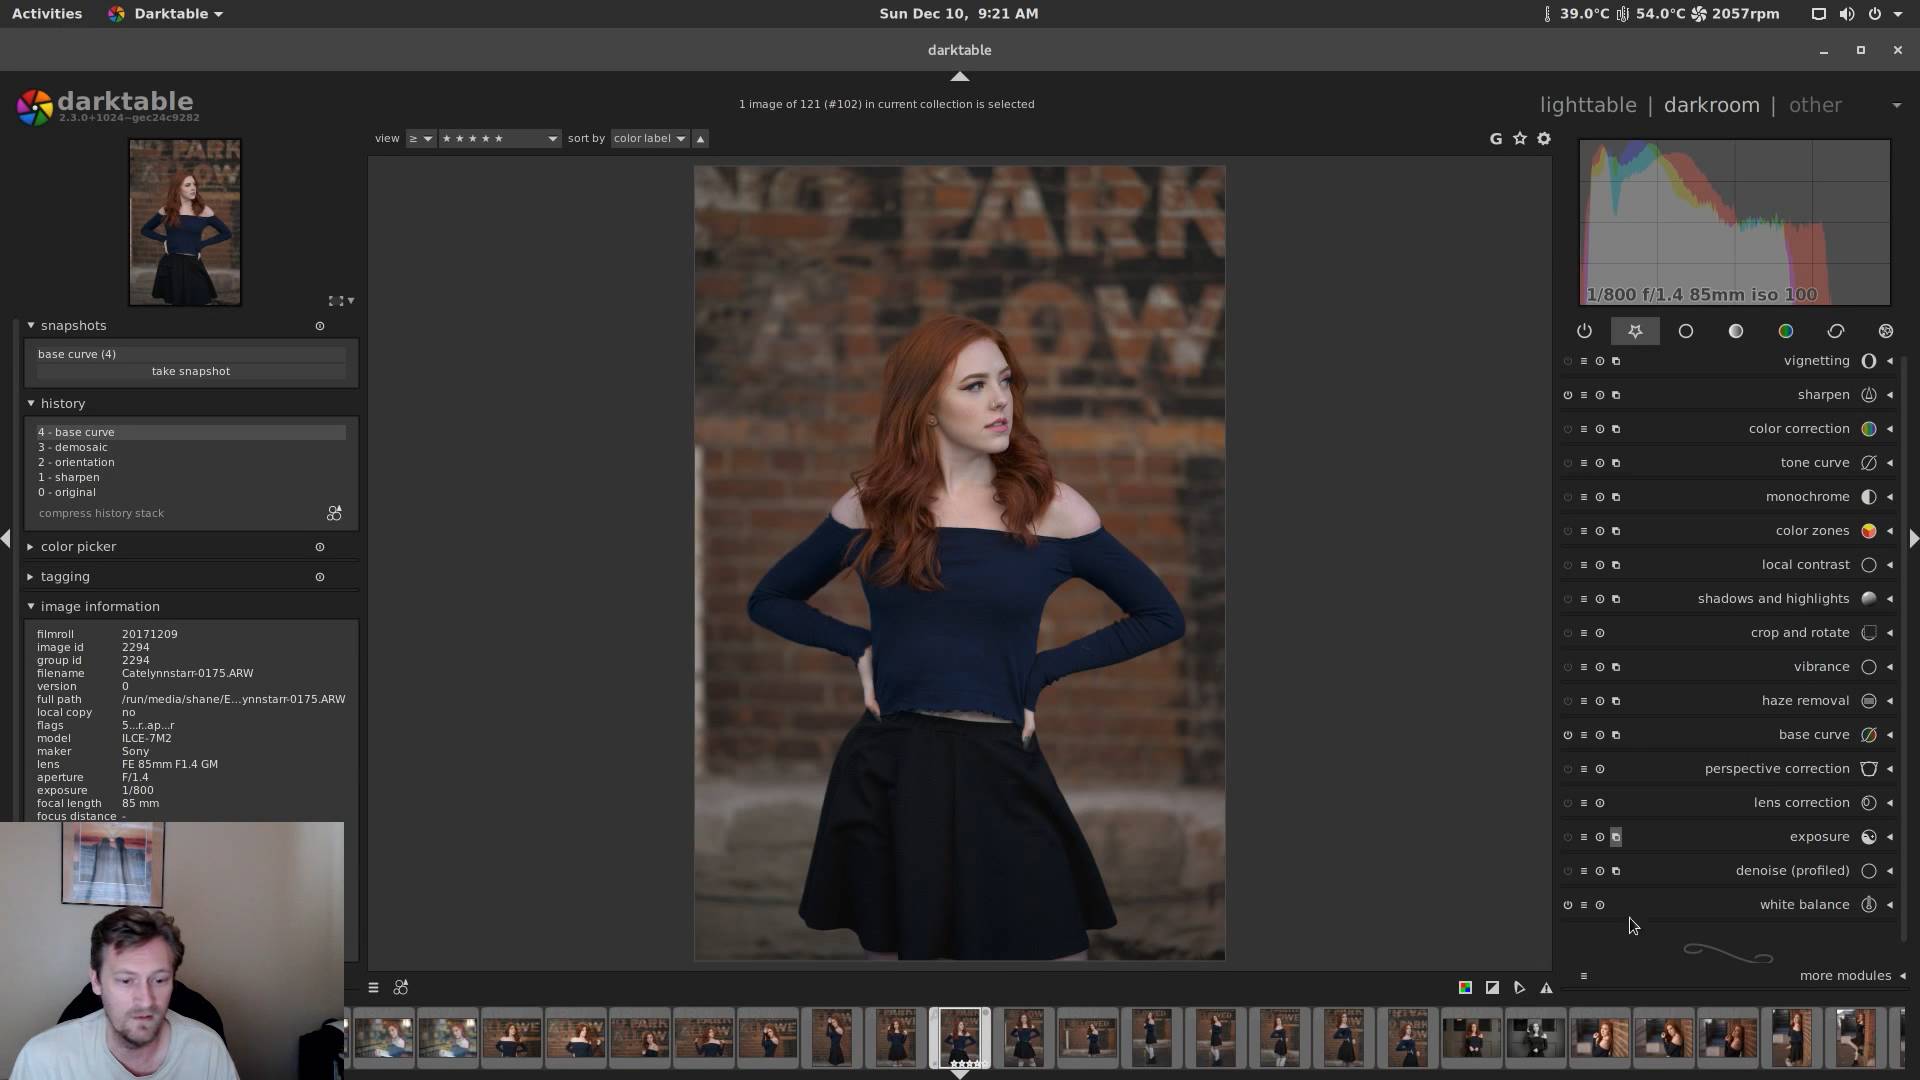 Activities Darktable Sun Dec 10, 9:21 AM 39.0°C 54.0°C 2057rpm
darktable
darktable
2.3.0+1024~gec24c9282
1 image of 121 (#102) in current collection is selected
lighttable | darkroom | other
view ≥ ★ ★ ★ ★ ★ sort by color label
G
1/800 f/1.4 85mm iso 100
snapshots
base curve (4)
take snapshot
history
4 - base curve
3 - demosaic
2 - orientation
1 - sharpen
0 - original
compress history stack
color picker
tagging
image information
filmroll 20171209
image id 2294
group id 2294
filename Catelynnstarr-0175.ARW
version 0
full path /run/media/shane/E...ynnstarr-0175.ARW
local copy no
flags 5...r..ap...r
model ILCE-7M2
maker Sony
lens FE 85mm F1.4 GM
aperture F/1.4
exposure 1/800
focal length 85 mm
focus distance -
NO PARK
ALLOW
vignetting
sharpen
color correction
tone curve
monochrome
color zones
local contrast
shadows and highlights
crop and rotate
vibrance
haze removal
base curve
perspective correction
lens correction
exposure
denoise (profiled)
white balance
more modules